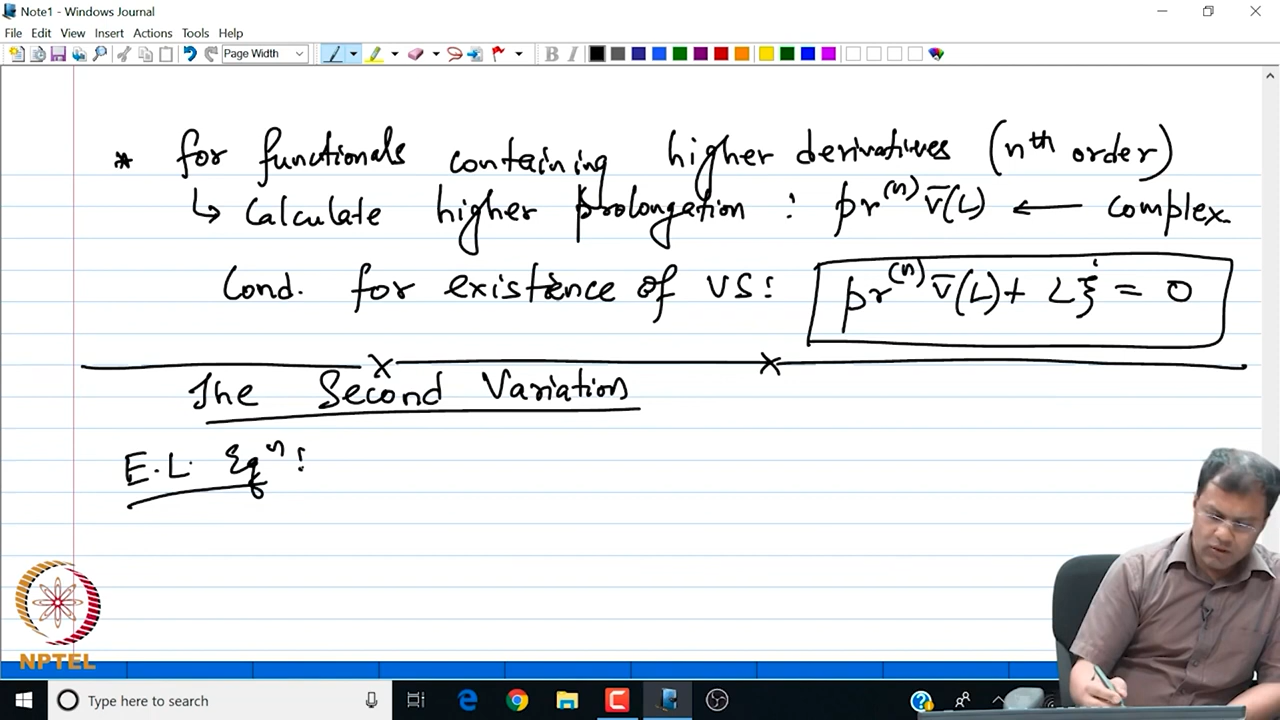 Note1 - Windows Journal
File Edit View Insert Actions Tools Help
Page Width
B I
* for functionals containing higher derivatives (nth order)
↳ Calculate higher prolongation : pr^(n) v̄(L) ← complex
Cond. for existence of VS: pr^(n) v̄(L) + Lξ̇ = 0
The Second Variation
E.L. Eqⁿ:
NPTEL
Type here to search